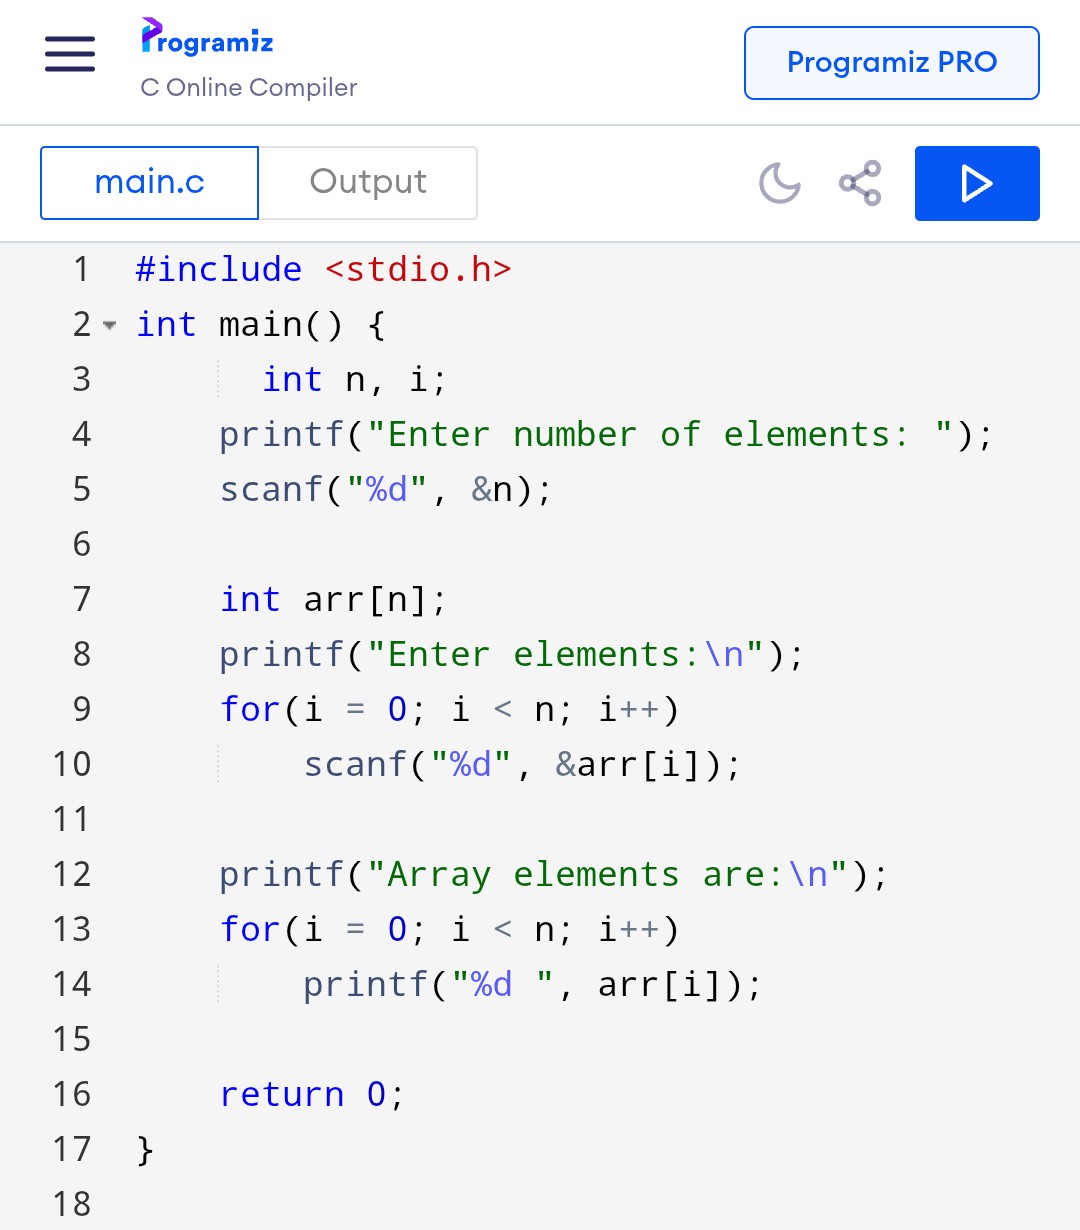 Programiz
C Online Compiler
Programiz PRO
main.c
Output
1 #include <stdio.h>
2 int main() {
3       int n, i;
4     printf("Enter number of elements: ");
5     scanf("%d", &n);
6
7     int arr[n];
8     printf("Enter elements:\n");
9     for(i = 0; i < n; i++)
10         scanf("%d", &arr[i]);
11
12     printf("Array elements are:\n");
13     for(i = 0; i < n; i++)
14         printf("%d ", arr[i]);
15
16     return 0;
17 }
18